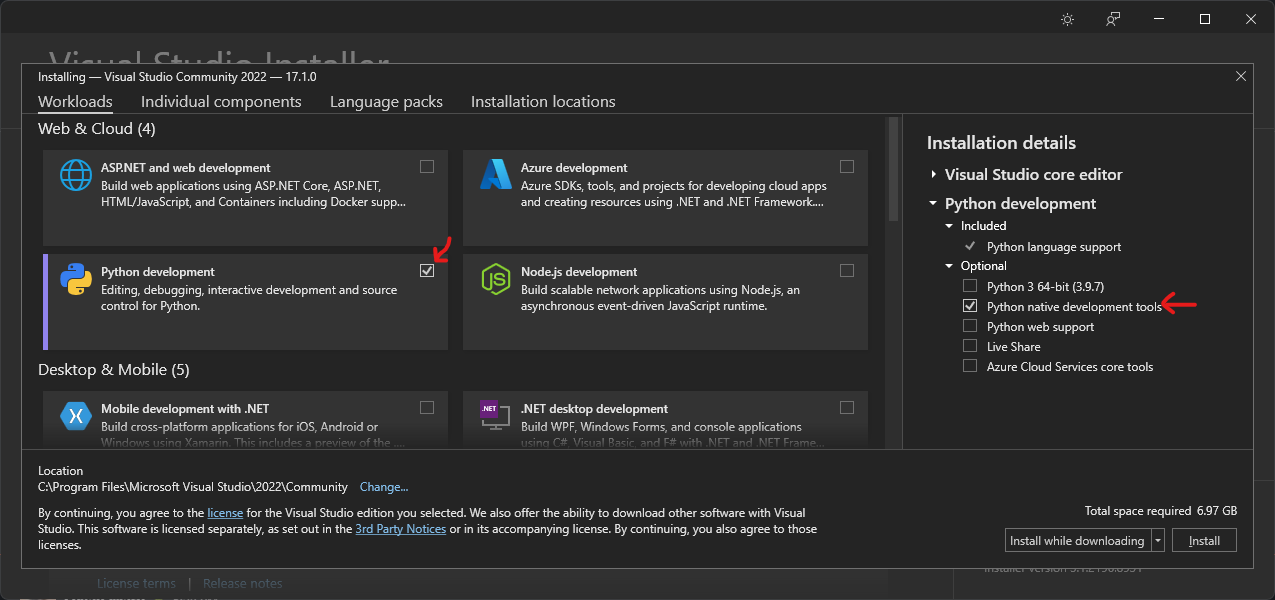 Visual Studio Installer
Installing — Visual Studio Community 2022 — 17.1.0
Workloads
Individual components
Language packs
Installation locations
Web & Cloud (4)
ASP.NET and web development
Build web applications using ASP.NET Core, ASP.NET,
HTML/JavaScript, and Containers including Docker supp...
Azure development
Azure SDKs, tools, and projects for developing cloud apps
and creating resources using .NET and .NET Framework....
Python development
Editing, debugging, interactive development and source
control for Python.
JS
Node.js development
Build scalable network applications using Node.js, an
asynchronous event-driven JavaScript runtime.
Desktop & Mobile (5)
Mobile development with .NET
Build cross-platform applications for iOS, Android or
Windows using Xamarin. This includes a preview of the ....
.NET
.NET desktop development
Build WPF, Windows Forms, and console applications
using C#, Visual Basic, and F# with .NET and .NET Frame...
Installation details
Visual Studio core editor
Python development
Included
Python language support
Optional
Python 3 64-bit (3.9.7)
Python native development tools
Python web support
Live Share
Azure Cloud Services core tools
Location
C:\Program Files\Microsoft Visual Studio\2022\Community Change...
By continuing, you agree to the license for the Visual Studio edition you selected. We also offer the ability to download other software with Visual
Studio. This software is licensed separately, as set out in the 3rd Party Notices or in its accompanying license. By continuing, you also agree to those
licenses.
Total space required 6.97 GB
Install while downloading
Install
License terms | Release notes
Installer version